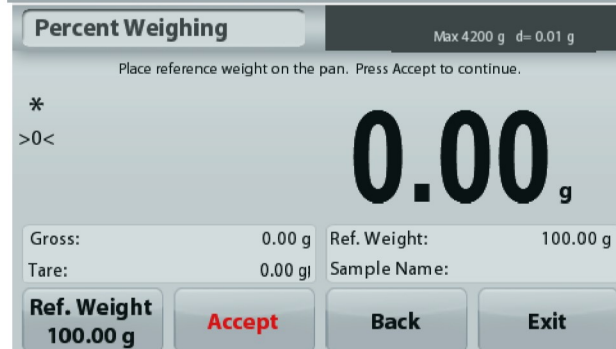 Percent Weighing
Max 4200 g d= 0.01 g
Place reference weight on the pan. Press Accept to continue.
*
>0<
0.00 g
Gross: 0.00 g Ref. Weight: 100.00 g
Tare: 0.00 g Sample Name:
Ref. Weight
100.00 g
Accept
Back
Exit